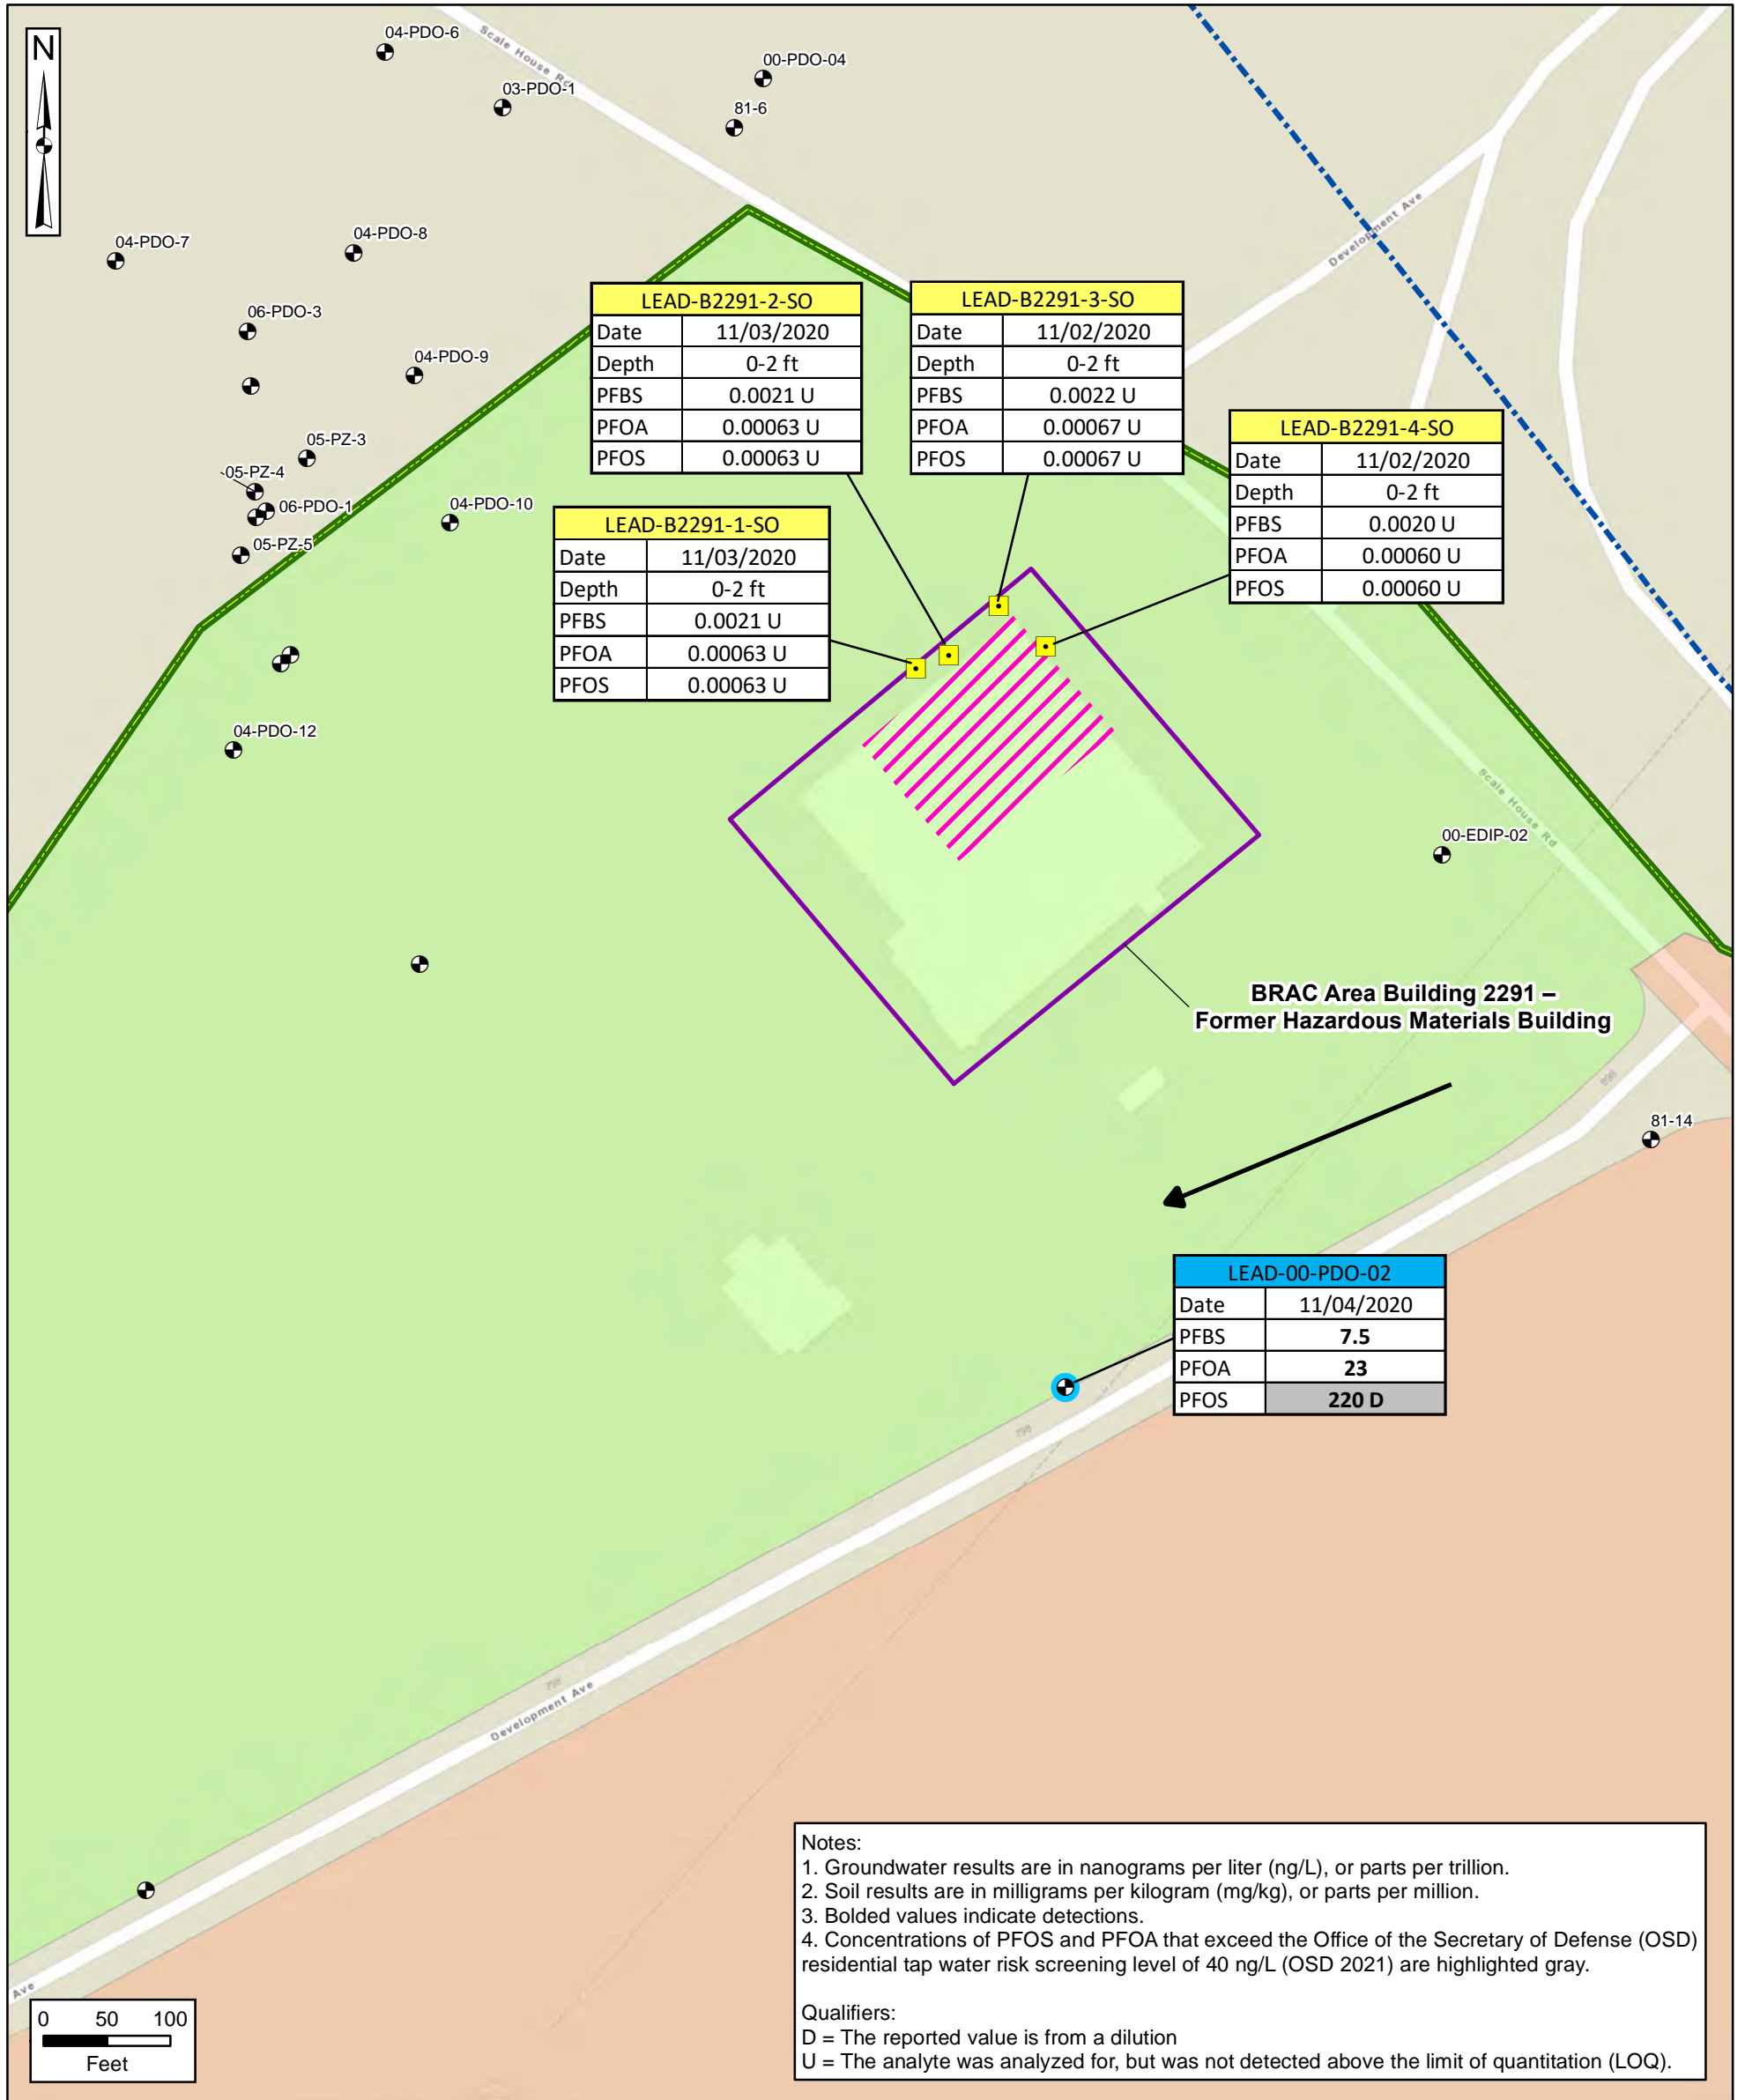 N
04-PDO-6
Scale House Rd
00-PDO-04
03-PDO-1
81-6
Development Ave
04-PDO-7
04-PDO-8
06-PDO-3
04-PDO-9
05-PZ-3
05-PZ-4
06-PDO-1
05-PZ-5
04-PDO-10
04-PDO-12
LEAD-B2291-2-SO
Date 11/03/2020
Depth 0-2 ft
PFBS 0.0021 U
PFOA 0.00063 U
PFOS 0.00063 U
LEAD-B2291-3-SO
Date 11/02/2020
Depth 0-2 ft
PFBS 0.0022 U
PFOA 0.00067 U
PFOS 0.00067 U
LEAD-B2291-4-SO
Date 11/02/2020
Depth 0-2 ft
PFBS 0.0020 U
PFOA 0.00060 U
PFOS 0.00060 U
LEAD-B2291-1-SO
Date 11/03/2020
Depth 0-2 ft
PFBS 0.0021 U
PFOA 0.00063 U
PFOS 0.00063 U
Scale House Rd
00-EDIP-02
BRAC Area Building 2291 –
Former Hazardous Materials Building
898
81-14
LEAD-00-PDO-02
Date 11/04/2020
PFBS 7.5
PFOA 23
PFOS 220 D
798
798
Development Ave
Ave
0 50 100
Feet
Notes:
1. Groundwater results are in nanograms per liter (ng/L), or parts per trillion.
2. Soil results are in milligrams per kilogram (mg/kg), or parts per million.
3. Bolded values indicate detections.
4. Concentrations of PFOS and PFOA that exceed the Office of the Secretary of Defense (OSD)
residential tap water risk screening level of 40 ng/L (OSD 2021) are highlighted gray.
Qualifiers:
D = The reported value is from a dilution
U = The analyte was analyzed for, but was not detected above the limit of quantitation (LOQ).